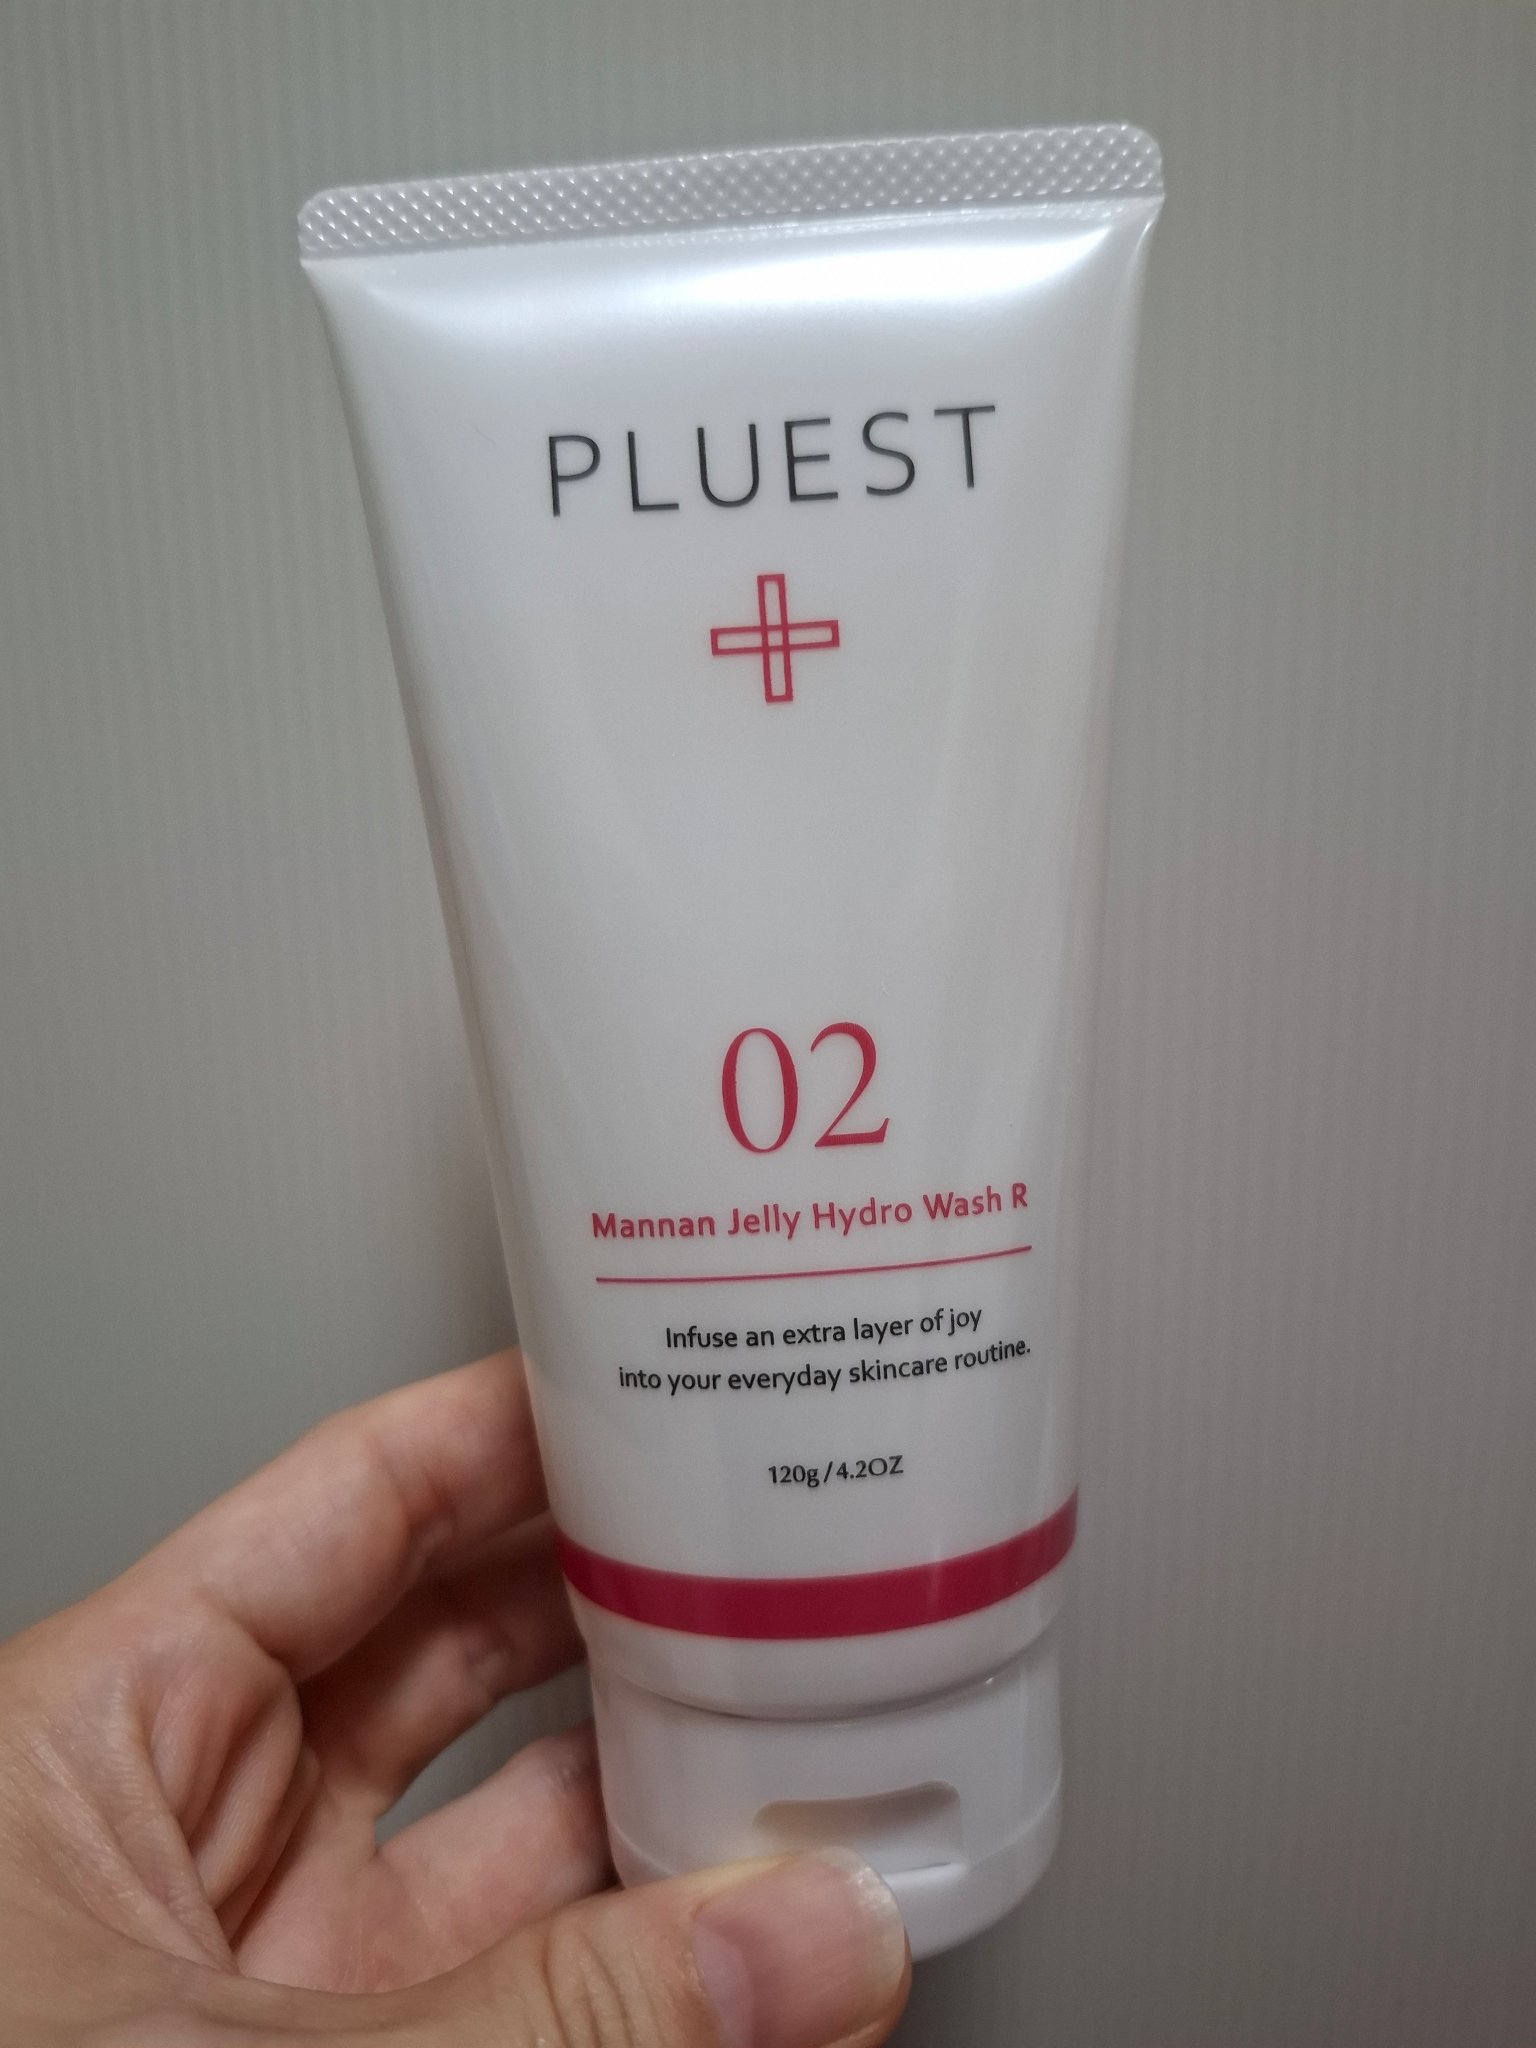 PLUEST
02
Mannan Jelly Hydro Wash R
Infuse an extra layer of joy
into your everyday skincare routine.
120g/4.2OZ